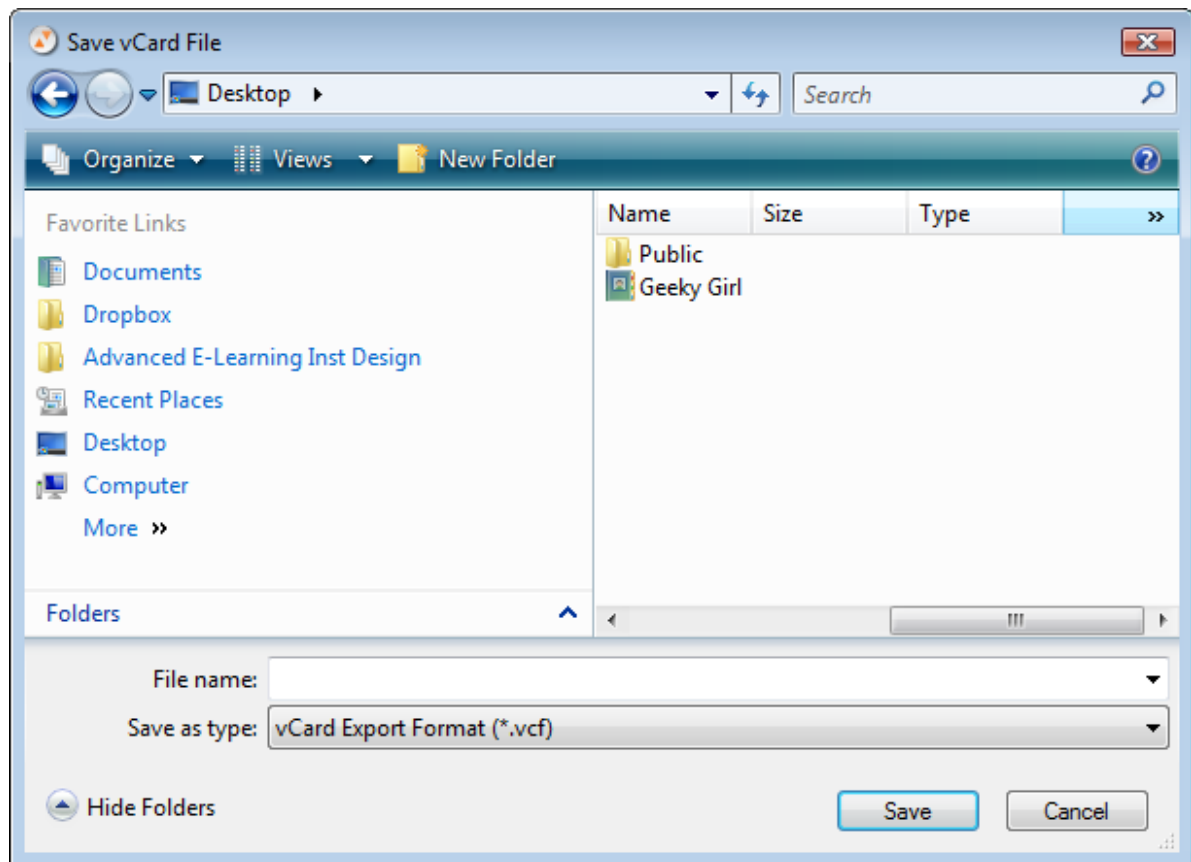 Save vCard File
Desktop
Search
Organize Views New Folder
Favorite Links
Documents
Dropbox
Advanced E-Learning Inst Design
Recent Places
Desktop
Computer
More »
Folders
Name Size Type »
Public
Geeky Girl
File name:
Save as type: vCard Export Format (*.vcf)
Hide Folders Save Cancel